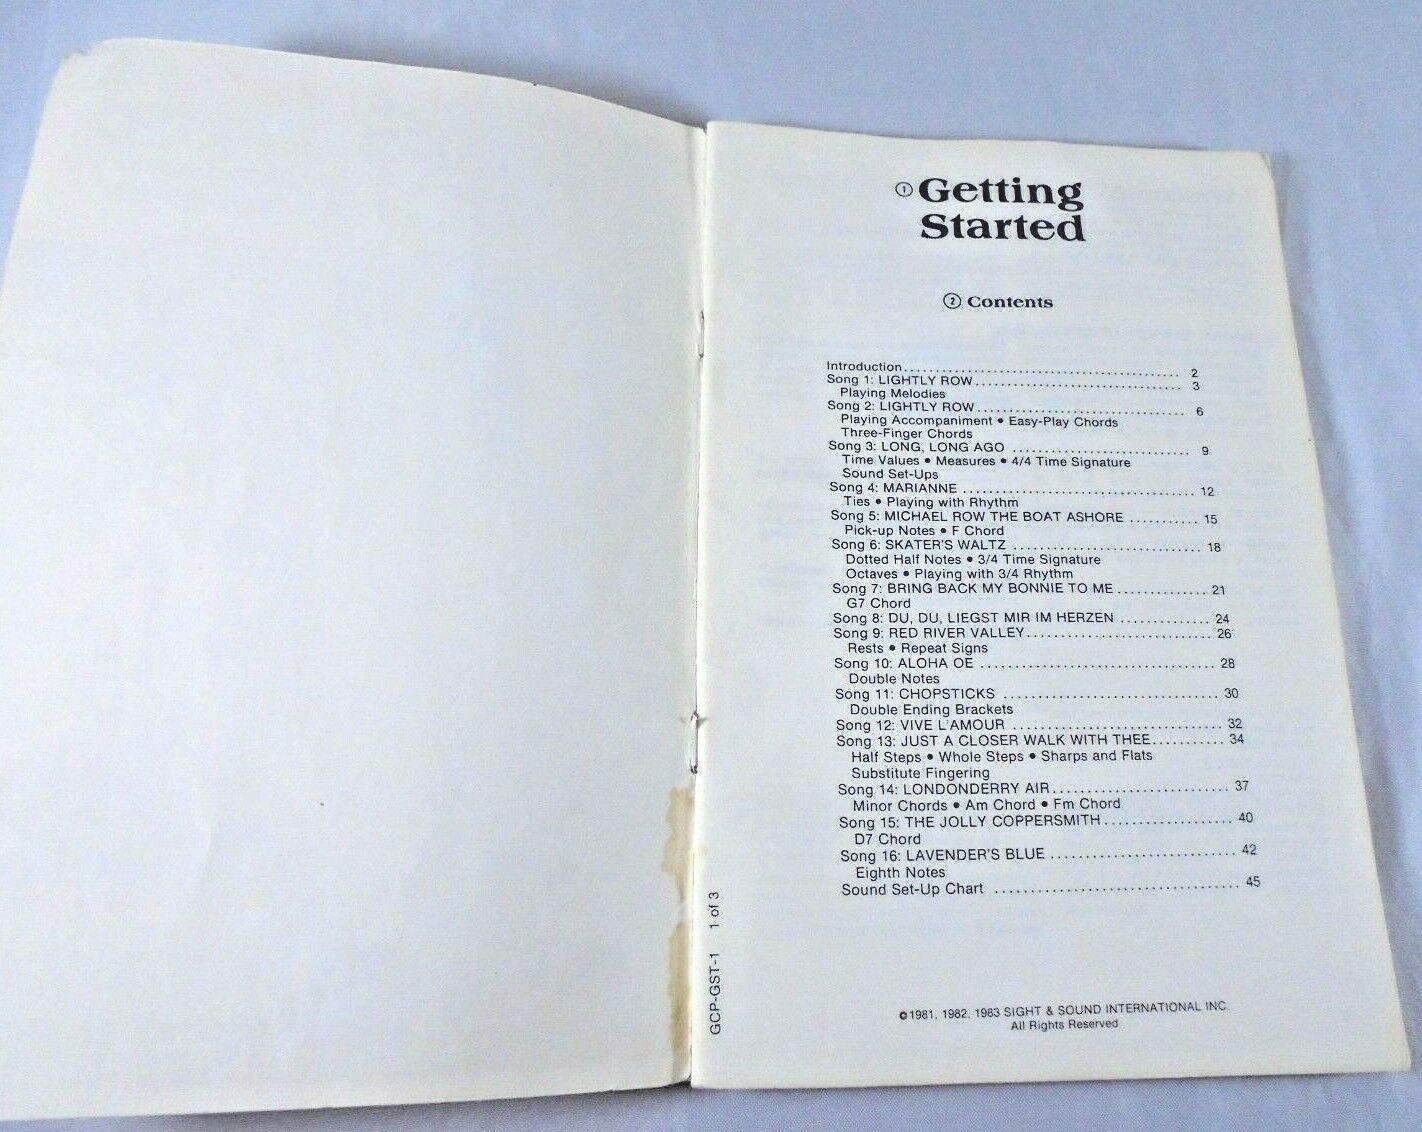 ① Getting
Started
② Contents
Introduction........................................ 2
Song 1: LIGHTLY ROW.............................. 3
Playing Melodies
Song 2: LIGHTLY ROW.............................. 6
Playing Accompaniment • Easy-Play Chords
Three-Finger Chords
Song 3: LONG, LONG AGO .......................... 9
Time Values • Measures • 4/4 Time Signature
Sound Set-Ups
Song 4: MARIANNE .................................. 12
Ties • Playing with Rhythm
Song 5: MICHAEL ROW THE BOAT ASHORE .......... 15
Pick-up Notes • F Chord
Song 6: SKATER'S WALTZ ........................... 18
Dotted Half Notes • 3/4 Time Signature
Octaves • Playing with 3/4 Rhythm
Song 7: BRING BACK MY BONNIE TO ME ............. 21
G7 Chord
Song 8: DU, DU, LIEGST MIR IM HERZEN ............. 24
Song 9: RED RIVER VALLEY........................... 26
Rests • Repeat Signs
Song 10: ALOHA OE .................................. 28
Double Notes
Song 11: CHOPSTICKS ............................... 30
Double Ending Brackets
Song 12: VIVE L'AMOUR ............................... 32
Song 13: JUST A CLOSER WALK WITH THEE.......... 34
Half Steps • Whole Steps • Sharps and Flats
Substitute Fingering
Song 14: LONDONDERRY AIR......................... 37
Minor Chords • Am Chord • Fm Chord
Song 15: THE JOLLY COPPERSMITH................... 40
D7 Chord
Song 16: LAVENDER'S BLUE .......................... 42
Eighth Notes
Sound Set-Up Chart ................................... 45
GCP-GST-1 1 of 3
©1981, 1982, 1983 SIGHT & SOUND INTERNATIONAL INC.
All Rights Reserved